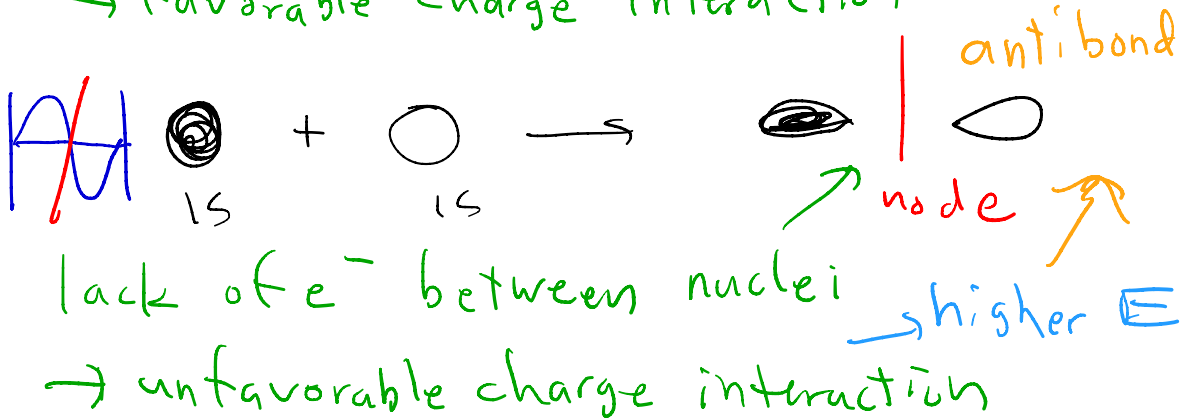 → favorable charge interaction
antibond
+ →
1s 1s node
lack of e⁻ between nuclei
→ higher E
→ unfavorable charge interaction